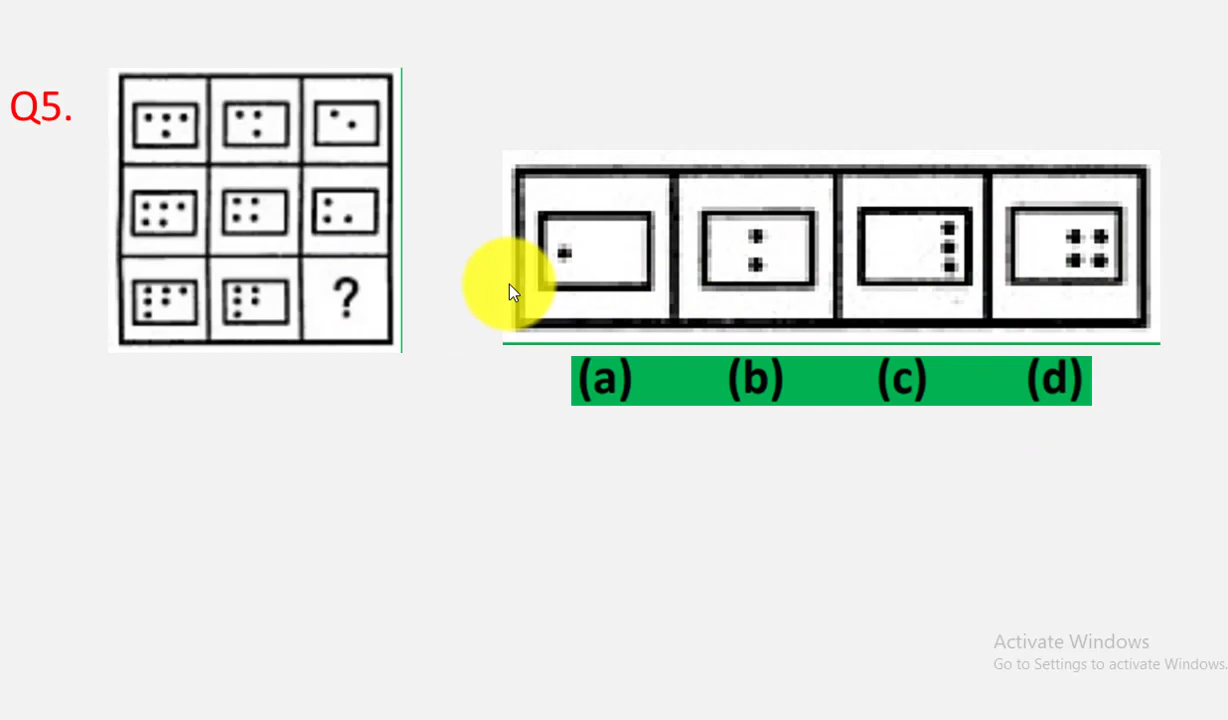 Q5.
?
(a) (b) (c) (d)
Activate Windows
Go to Settings to activate Windows.